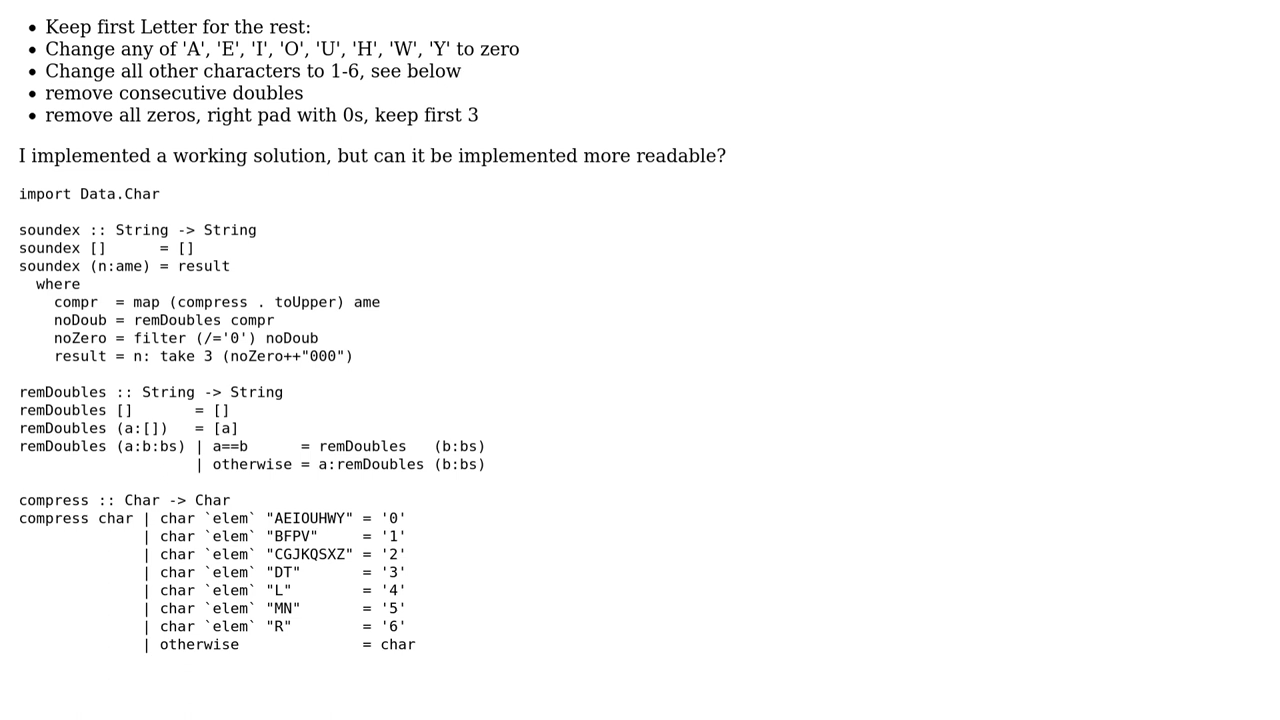 • Keep first Letter for the rest:
• Change any of 'A', 'E', 'I', 'O', 'U', 'H', 'W', 'Y' to zero
• Change all other characters to 1-6, see below
• remove consecutive doubles
• remove all zeros, right pad with 0s, keep first 3
I implemented a working solution, but can it be implemented more readable?
import Data.Char
soundex :: String -> String
soundex []      = []
soundex (n:ame) = result
  where
    compr  = map (compress . toUpper) ame
    noDoub = remDoubles compr
    noZero = filter (/='0') noDoub
    result = n: take 3 (noZero++"000")
remDoubles :: String -> String
remDoubles []       = []
remDoubles (a:[])   = [a]
remDoubles (a:b:bs) | a==b      = remDoubles   (b:bs)
                    | otherwise = a:remDoubles (b:bs)
compress :: Char -> Char
compress char | char `elem` "AEIOUHWY" = '0'
              | char `elem` "BFPV"     = '1'
              | char `elem` "CGJKQSXZ" = '2'
              | char `elem` "DT"       = '3'
              | char `elem` "L"        = '4'
              | char `elem` "MN"       = '5'
              | char `elem` "R"        = '6'
              | otherwise              = char